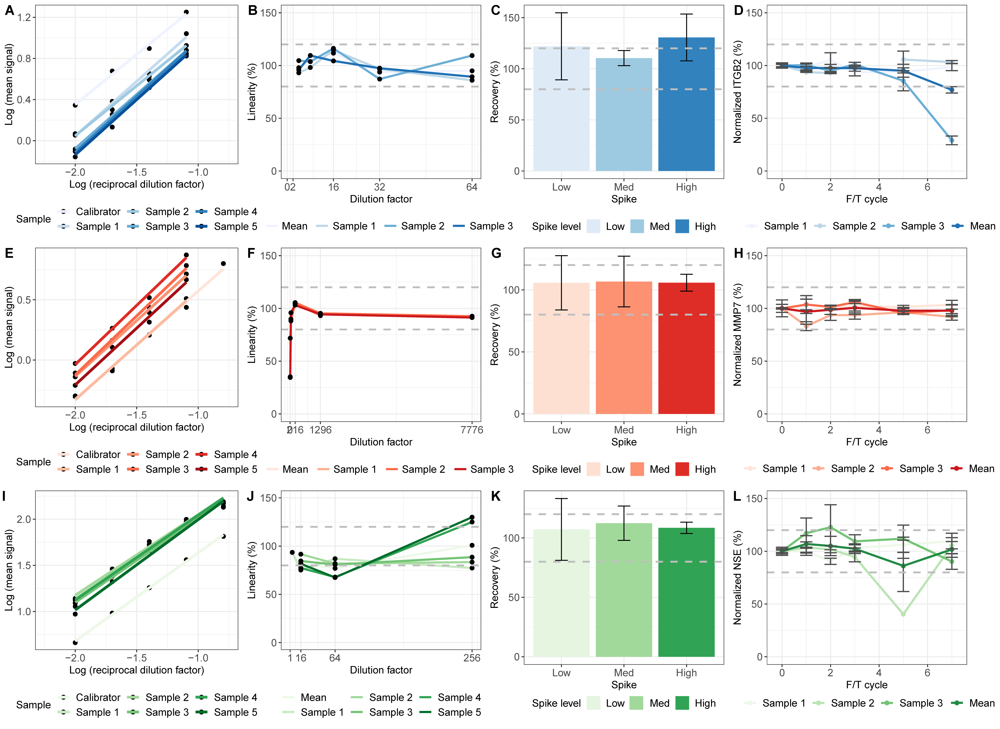 A
Log (mean signal)
1.2
0.8
0.4
0.0
−2.0 −1.5 −1.0
Log (reciprocal dilution factor)
Sample
Calibrator Sample 2 Sample 4
Sample 1 Sample 3 Sample 5
B
Linearity (%)
150
100
50
0
0 2 16 32 64
Dilution factor
Mean Sample 1 Sample 2 Sample 3
C
Recovery (%)
150
100
50
0
Low Med High
Spike
Spike level Low Med High
D
Normalized ITGB2 (%)
150
100
50
0
0 2 4 6
F/T cycle
Sample 1 Sample 2 Sample 3 Mean
E
Log (mean signal)
0.5
0.0
−2.0 −1.5 −1.0
Log (reciprocal dilution factor)
Sample
Calibrator Sample 2 Sample 4
Sample 1 Sample 3 Sample 5
F
Linearity (%)
150
100
50
0
1296 7776
Dilution factor
Mean Sample 1 Sample 2 Sample 3
G
Recovery (%)
100
50
0
Low Med High
Spike
Spike level Low Med High
H
Normalized MMP7 (%)
150
100
50
0
0 2 4 6
F/T cycle
Sample 1 Sample 2 Sample 3 Mean
I
Log (mean signal)
2.0
1.5
1.0
−2.0 −1.5 −1.0
Log (reciprocal dilution factor)
Sample
Calibrator Sample 2 Sample 4
Sample 1 Sample 3 Sample 5
J
Linearity (%)
150
100
50
0
1 16 64 256
Dilution factor
Mean Sample 2 Sample 4
Sample 1 Sample 3 Sample 5
K
Recovery (%)
100
50
0
Low Med High
Spike
Spike level Low Med High
L
Normalized NSE (%)
150
100
50
0
0 2 4 6
F/T cycle
Sample 1 Sample 2 Sample 3 Mean